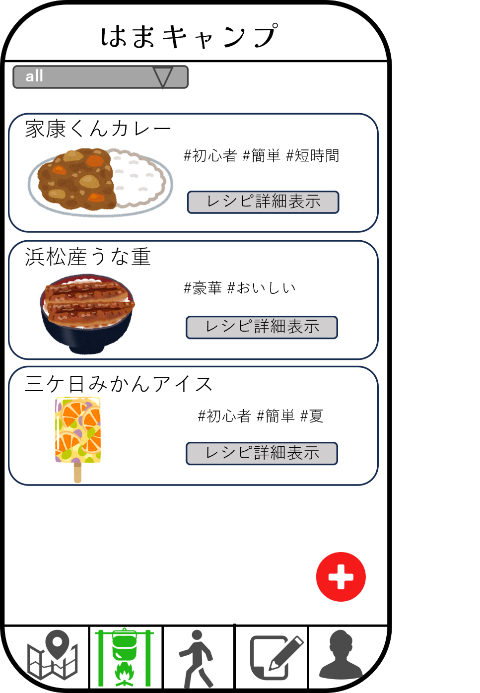 はまキャンプ
all
家康くんカレー
#初心者 #簡単 #短時間
レシピ詳細表示
浜松産うな重
#豪華 #おいしい
レシピ詳細表示
三ケ日みかんアイス
#初心者 #簡単 #夏
レシピ詳細表示